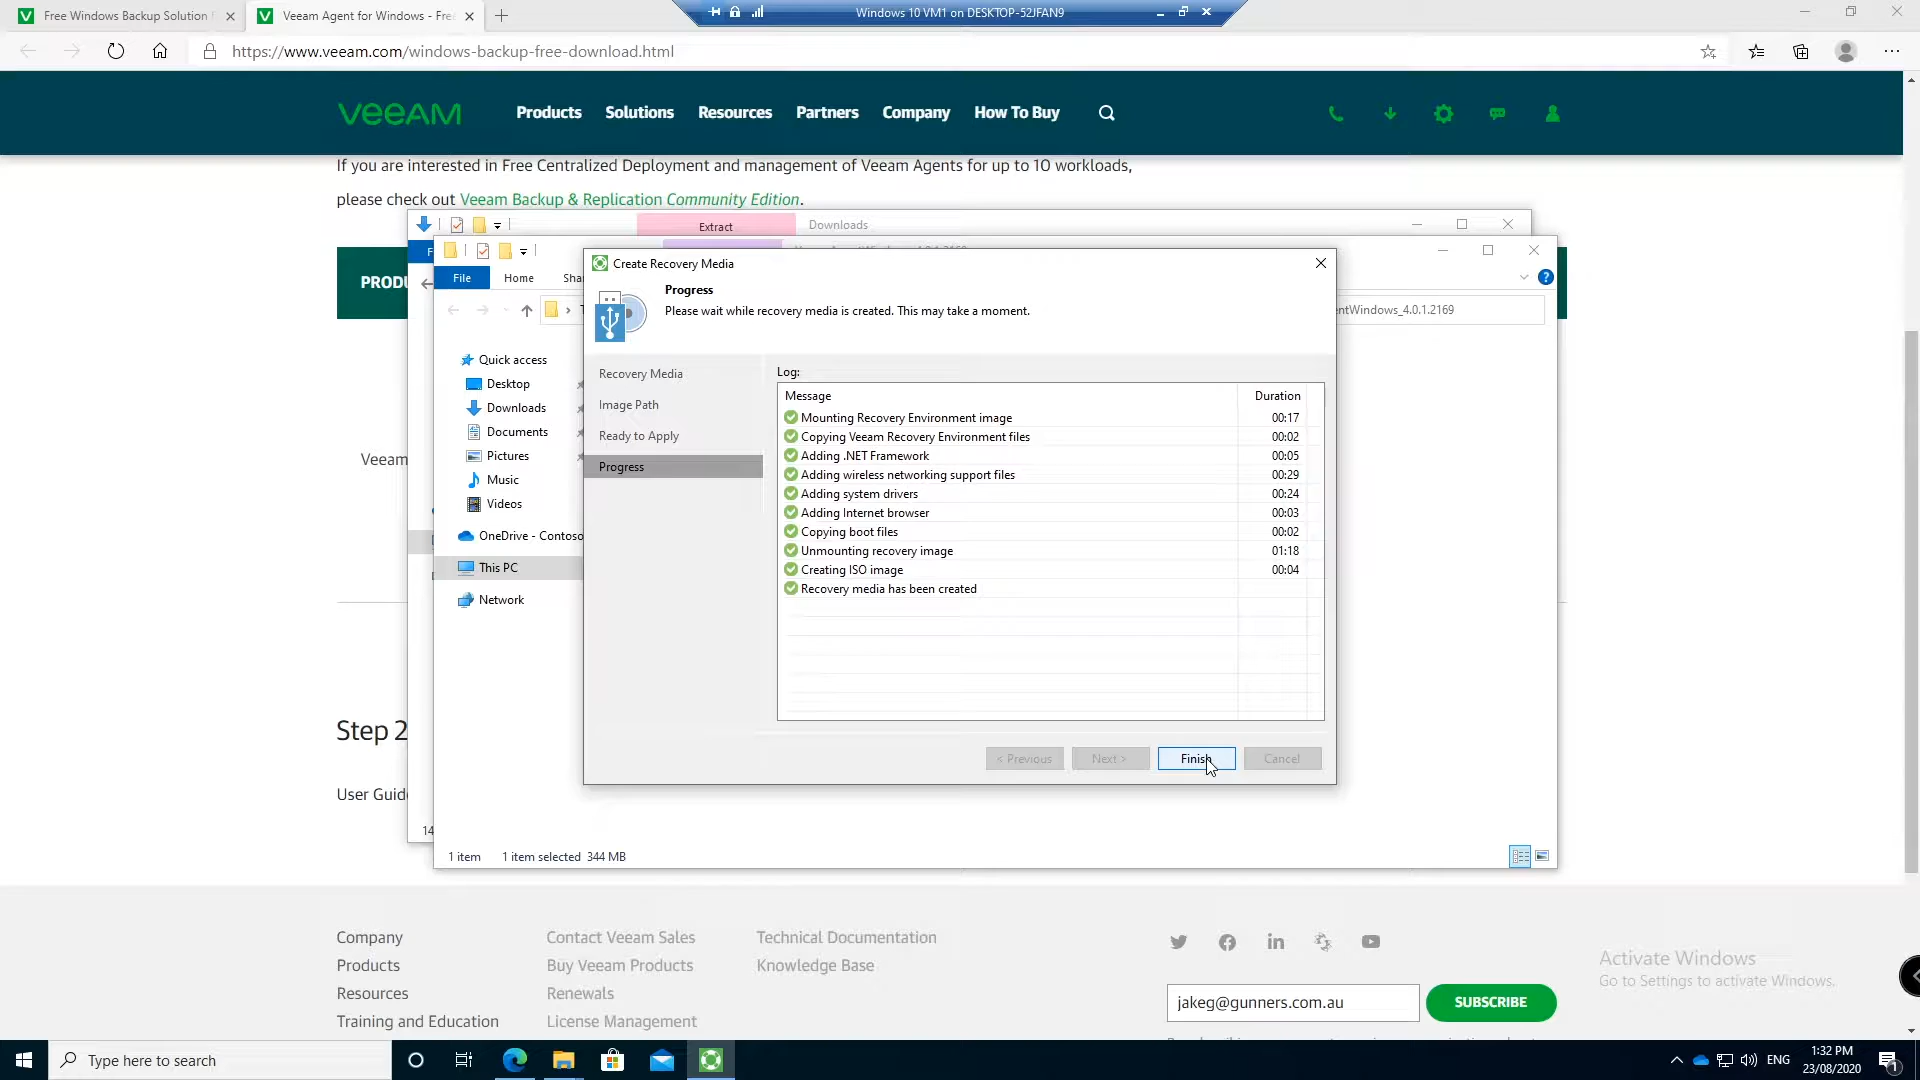 Free Windows Backup Solution
Veeam Agent for Windows - Free
Windows 10 VM1 on DESKTOP-52JFAN9
https://www.veeam.com/windows-backup-free-download.html
veeAM
Products
Solutions
Resources
Partners
Company
How To Buy
If you are interested in Free Centralized Deployment and management of Veeam Agents for up to 10 workloads,
please check out Veeam Backup & Replication Community Edition.
Extract
Downloads
File
Home
Sha
entWindows_4.0.1.2169
Create Recovery Media
Progress
Please wait while recovery media is created. This may take a moment.
PRODU
Quick access
Desktop
Downloads
Documents
Pictures
Music
Videos
OneDrive - Contoso
This PC
Network
Recovery Media
Image Path
Ready to Apply
Progress
Log:
Message Duration
Mounting Recovery Environment image 00:17
Copying Veeam Recovery Environment files 00:02
Adding .NET Framework 00:05
Adding wireless networking support files 00:29
Adding system drivers 00:24
Adding Internet browser 00:03
Copying boot files 00:02
Unmounting recovery image 01:18
Creating ISO image 00:04
Recovery media has been created
< Previous
Next >
Finish
Cancel
Veeam
Step 2
User Guid
14
1 item 1 item selected 344 MB
Company
Products
Resources
Training and Education
Contact Veeam Sales
Buy Veeam Products
Renewals
License Management
Technical Documentation
Knowledge Base
jakeg@gunners.com.au
SUBSCRIBE
Activate Windows
Go to Settings to activate Windows.
Type here to search
ENG
1:32 PM
23/08/2020
1